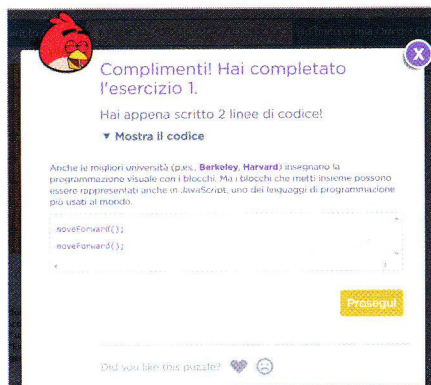 X
Complimenti! Hai completato
l'esercizio 1.
Hai appena scritto 2 linee di codice!
▼ Mostra il codice
Anche le migliori università (p.es., Berkeley, Harvard) insegnano la
programmazione visuale con i blocchi. Ma i blocchi che metti insieme possono
essere rappresentati anche in JavaScript, uno dei linguaggi di programmazione
più usati al mondo.
moveForward();
moveForward();
Prosegui
Did you like this puzzle?